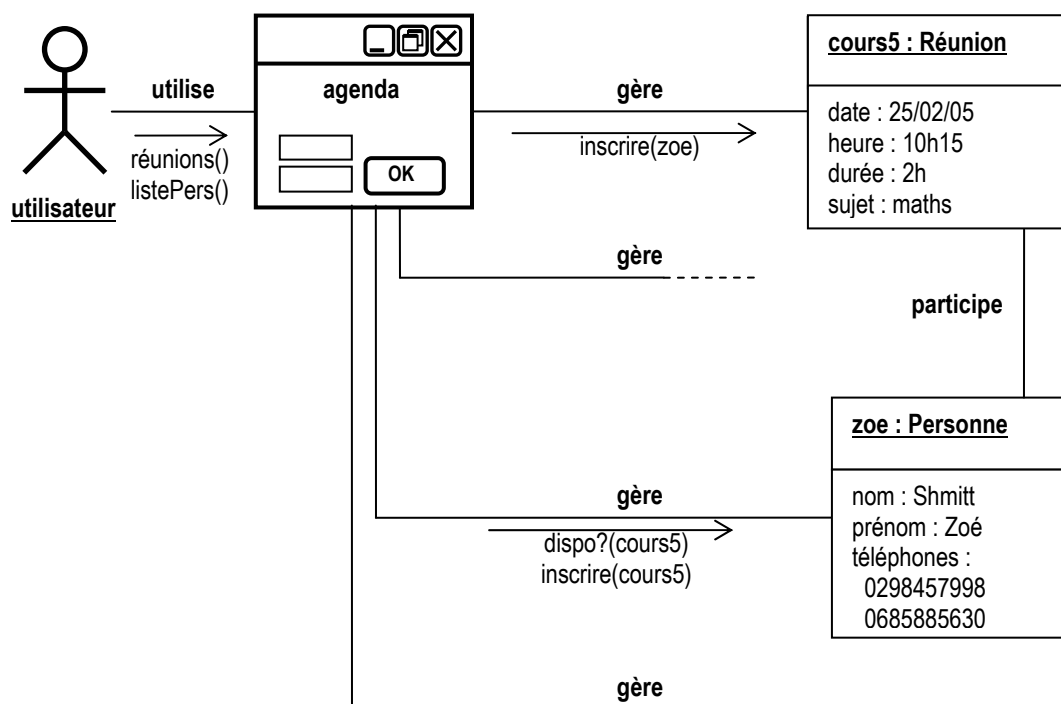 utilisateur
utilise
réunions()
listePers()
agenda
OK
gère
inscrire(zoe)
cours5 : Réunion
date : 25/02/05
heure : 10h15
durée : 2h
sujet : maths
gère
participe
zoe : Personne
nom : Shmitt
prénom : Zoé
téléphones :
0298457998
0685885630
gère
dispo?(cours5)
inscrire(cours5)
gère